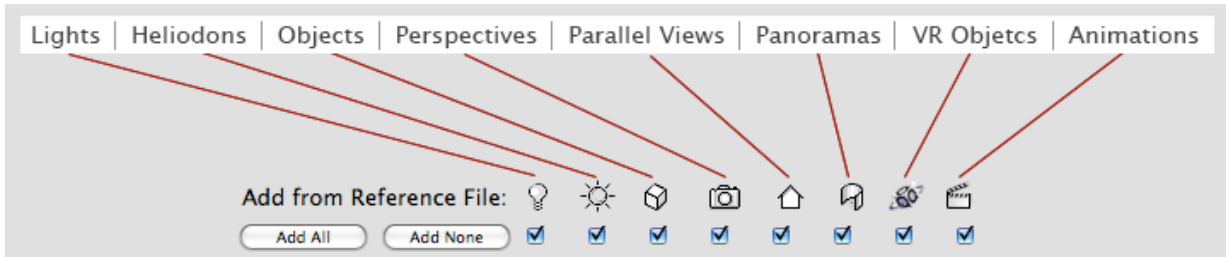 Lights | Heliodons | Objects | Perspectives | Parallel Views | Panoramas | VR Objetcs | Animations
Add from Reference File:
Add All Add None